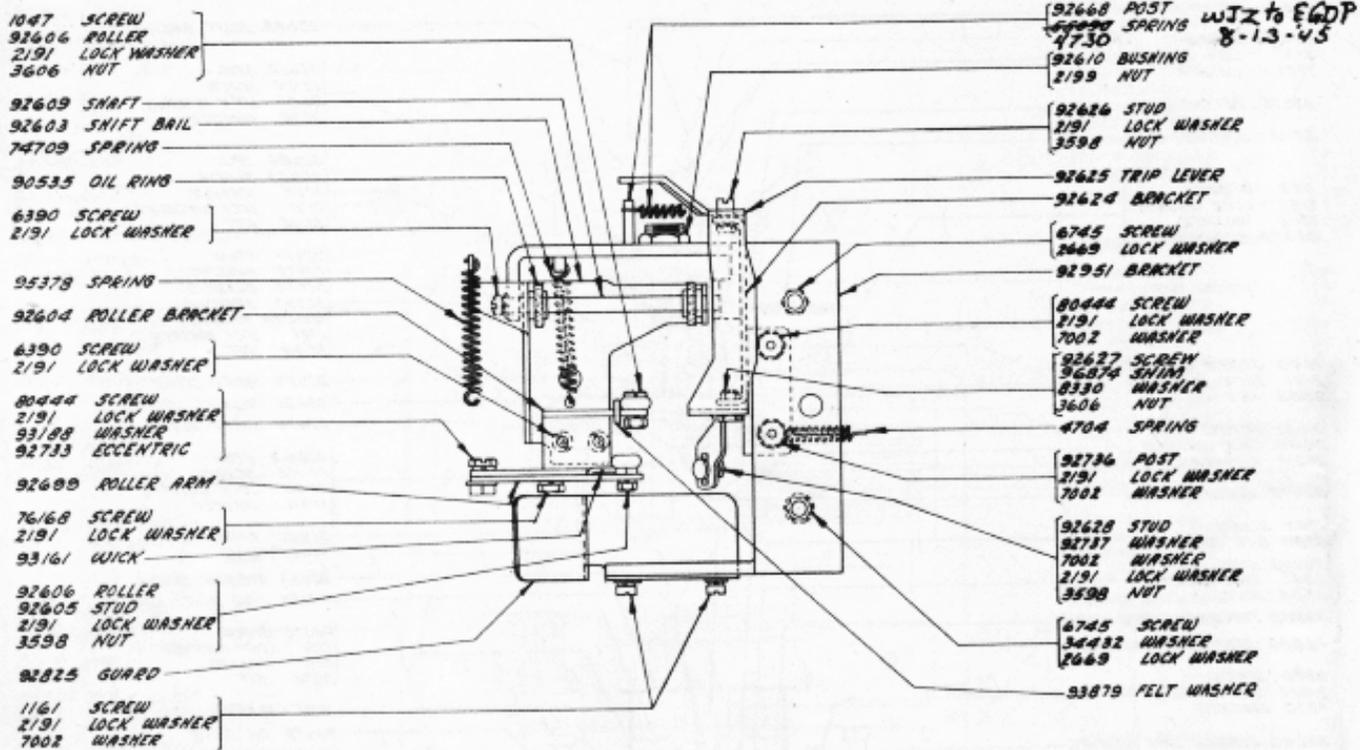 1047 SCREW
92606 ROLLER
2191 LOCK WASHER
3606 NUT
92609 SHAFT
92603 SHIFT BAIL
74709 SPRING
90535 OIL RING
6390 SCREW
2191 LOCK WASHER
95378 SPRING
92604 ROLLER BRACKET
6390 SCREW
2191 LOCK WASHER
80444 SCREW
2191 LOCK WASHER
93188 WASHER
92733 ECCENTRIC
92699 ROLLER ARM
76168 SCREW
2191 LOCK WASHER
93161 WICK
92606 ROLLER
92605 STUD
2191 LOCK WASHER
3598 NUT
92825 GUARD
1161 SCREW
2191 LOCK WASHER
7002 WASHER
92668 POST
SPRING
4730
92610 BUSHING
2199 NUT
WJZ to EGDP
8-13-45
92626 STUD
2191 LOCK WASHER
3598 NUT
92625 TRIP LEVER
92624 BRACKET
6745 SCREW
2669 LOCK WASHER
92951 BRACKET
80444 SCREW
2191 LOCK WASHER
7002 WASHER
92627 SCREW
96874 SHIM
8330 WASHER
3606 NUT
4704 SPRING
92736 POST
2191 LOCK WASHER
7002 WASHER
92628 STUD
92737 WASHER
7002 WASHER
2191 LOCK WASHER
3598 NUT
6745 SCREW
34432 WASHER
2669 LOCK WASHER
93879 FELT WASHER